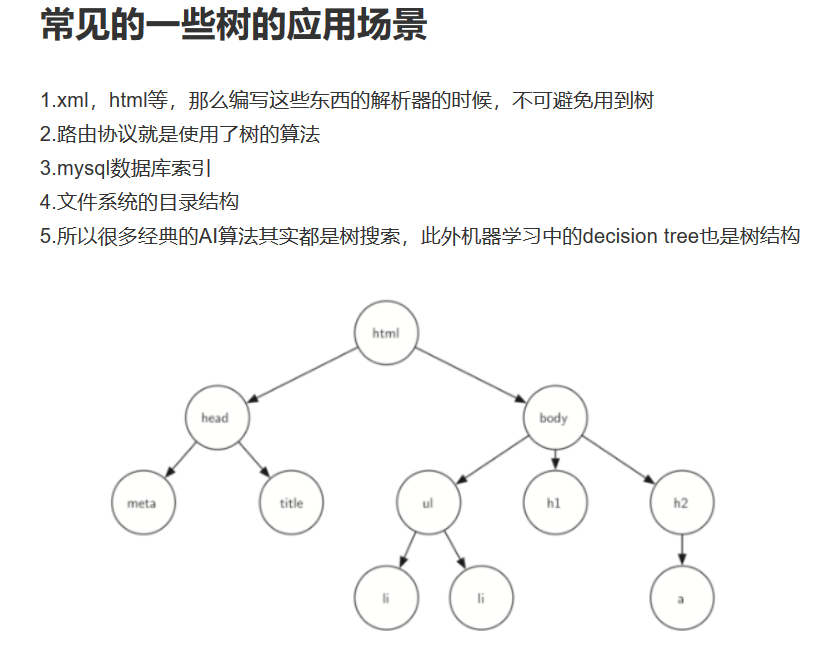 常见的一些树的应用场景
1.xml，html等，那么编写这些东西的解析器的时候，不可避免用到树
2.路由协议就是使用了树的算法
3.mysql数据库索引
4.文件系统的目录结构
5.所以很多经典的AI算法其实都是树搜索，此外机器学习中的decision tree也是树结构
html
head
body
meta
title
ul
h1
h2
li
li
a